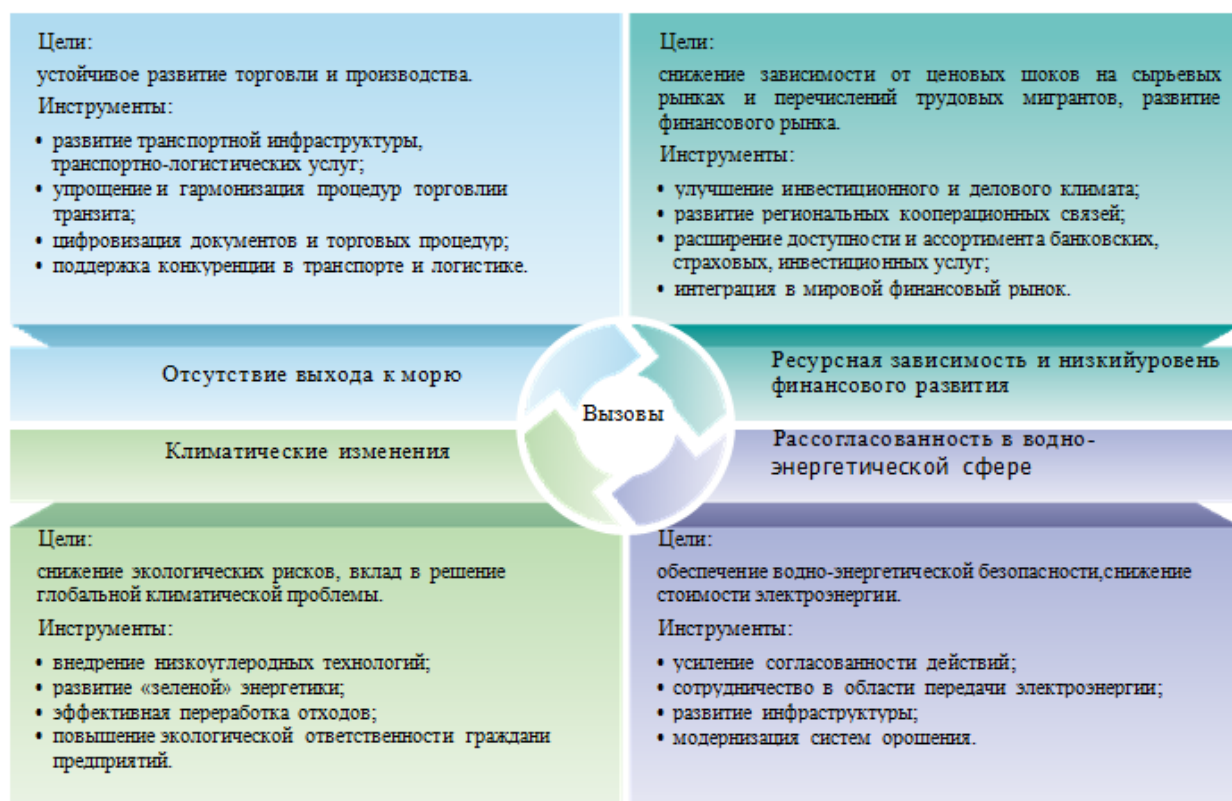 Цели:
устойчивое развитие торговли и производства.
Инструменты:
• развитие транспортной инфраструктуры,
транспортно-логистических услуг;
• упрощение и гармонизация процедур торговлии
транзита;
• цифровизация документов и торговых процедур;
• поддержка конкуренции в транспорте и логистике.
Отсутствие выхода к морю
Цели:
снижение зависимости от ценовых шоков на сырьевых
рынках и перечислений трудовых мигрантов, развитие
финансового рынка.
Инструменты:
• улучшение инвестиционного и делового климата;
• развитие региональных кооперационных связей;
• расширение доступности и ассортимента банковских,
страховых, инвестиционных услуг;
• интеграция в мировой финансовый рынок.
Ресурсная зависимость и низкийуровень
финансового развития
Вызовы
Климатические изменения
Цели:
снижение экологических рисков, вклад в решение
глобальной климатической проблемы.
Инструменты:
• внедрение низкоуглеродных технологий;
• развитие «зеленой» энергетики;
• эффективная переработка отходов;
• повышение экологической ответственности граждани
предприятий.
Рассогласованность в водно-
энергетической сфере
Цели:
обеспечение водно-энергетической безопасности,снижение
стоимости электроэнергии.
Инструменты:
• усиление согласованности действий;
• сотрудничество в области передачи электроэнергии;
• развитие инфраструктуры;
• модернизация систем орошения.